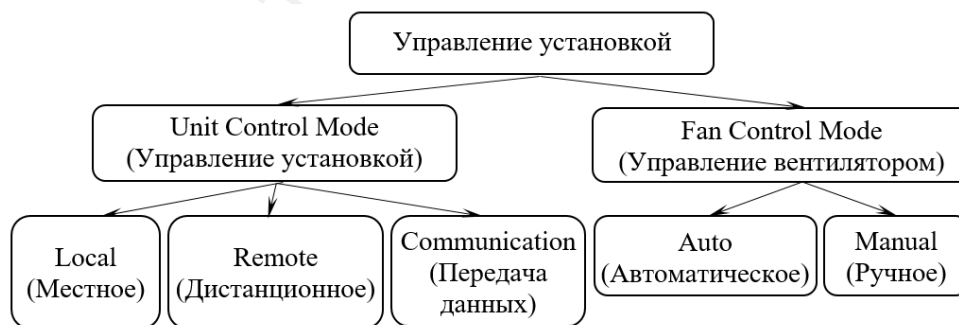 Управление установкой
Unit Control Mode
(Управление установкой)
Fan Control Mode
(Управление вентилятором)
Local
(Местное)
Remote
(Дистанционное)
Communication
(Передача
данных)
Auto
(Автоматическое)
Manual
(Ручное)